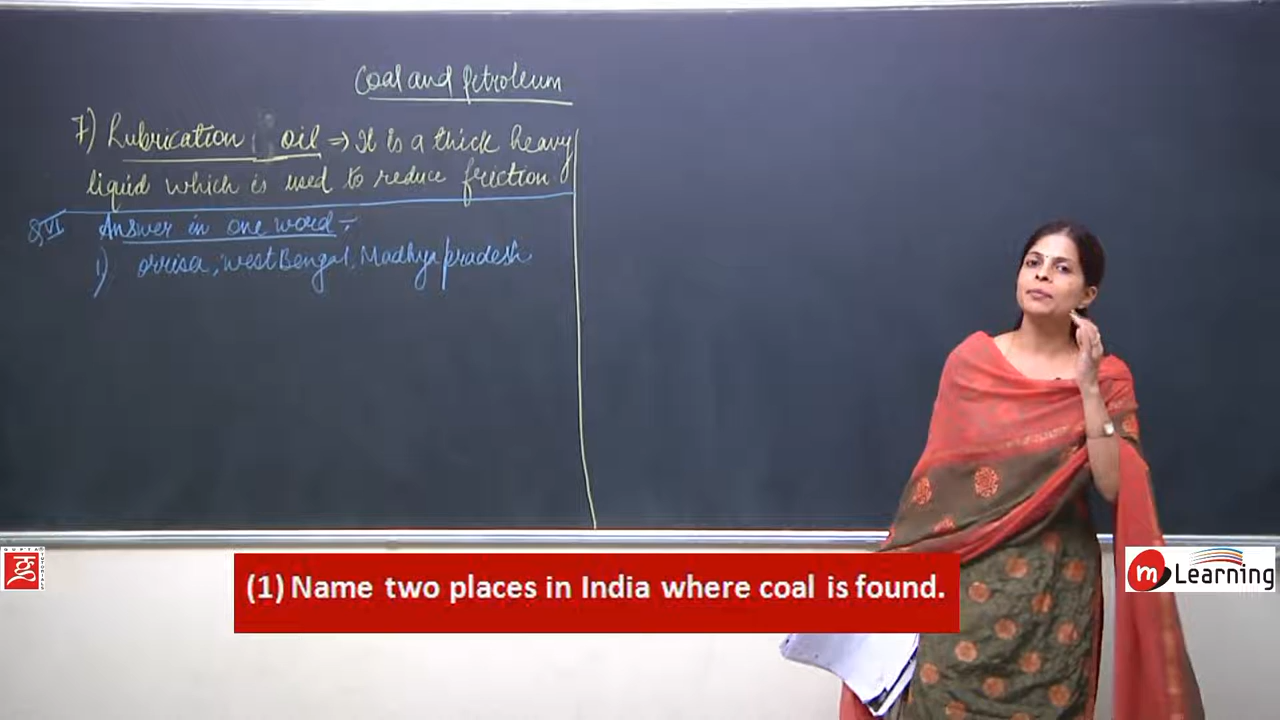 Coal and Petroleum
7) Lubrication oil ⇒ It is a thick heavy
liquid which is used to reduce friction.
Q VI Answer in one word :-
1) orrisa, west Bengal, Madhya pradesh
(1) Name two places in India where coal is found.
GUPTA TUTORIALS
m Learning